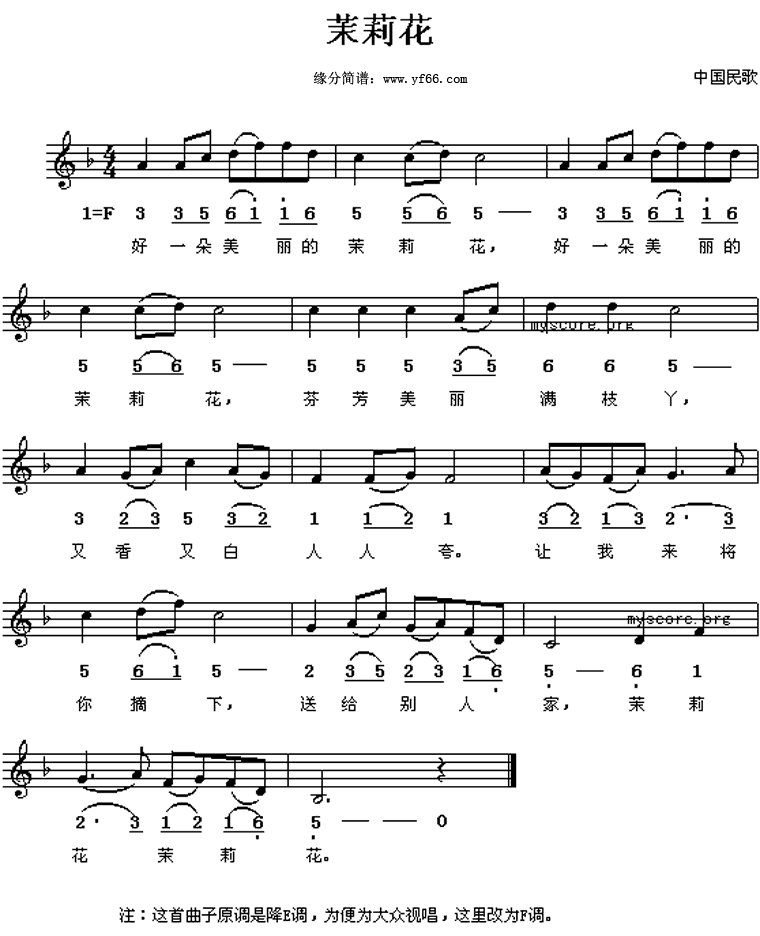 茉莉花
缘分简谱：www.yf66.com 中国民歌
4/4
1=F 3 3 5 6 1 1 6 5 5 6 5 — 3 3 5 6 1 1 6
好 一 朵 美 丽 的 茉 莉 花， 好 一 朵 美 丽 的
myscore.org
5 5 6 5 — 5 5 5 3 5 6 6 5 —
茉 莉 花， 芬 芳 美 丽 满 枝 丫，
3 2 3 5 3 2 1 1 2 1 3 2 1 3 2· 3
又 香 又 白 人 人 夸。 让 我 来 将
myscore.org
5 6 1 5 — 2 3 5 2 3 1 6 5 — 6 1
你 摘 下， 送 给 别 人 家， 茉 莉
2· 3 1 2 1 6 5 — — 0
花 茉 莉 花。
注：这首曲子原调是降E调，为便为大众视唱，这里改为F调。